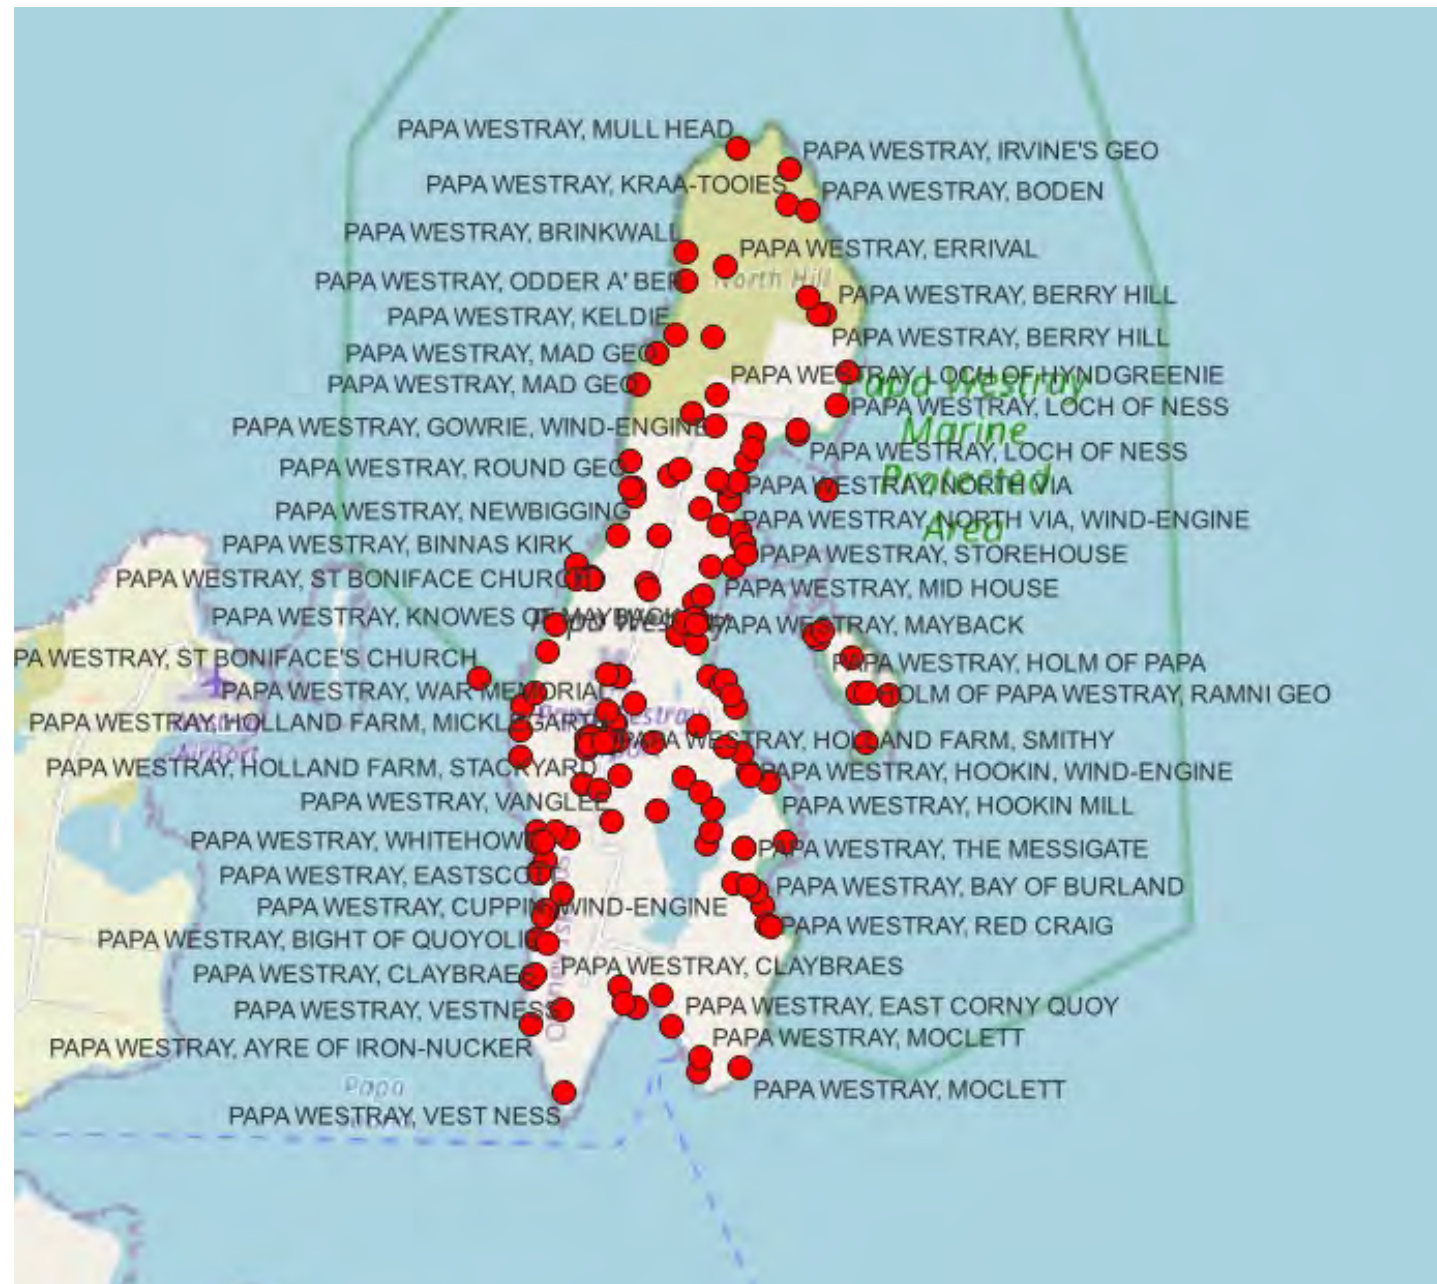 PAPA WESTRAY, MULL HEAD
PAPA WESTRAY, IRVINE'S GEO
PAPA WESTRAY, KRAA-TOOIES
PAPA WESTRAY, BODEN
PAPA WESTRAY, BRINKWALL
PAPA WESTRAY, ERRIVAL
North Hill
PAPA WESTRAY, ODDER A' BER
PAPA WESTRAY, BERRY HILL
PAPA WESTRAY, KELDIE
PAPA WESTRAY, BERRY HILL
PAPA WESTRAY, MAD GEO
PAPA WESTRAY, LOCH OF HYNDGREENIE
PAPA WESTRAY, MAD GEO
Papa Westray
Marine
Protected
Area
PAPA WESTRAY, LOCH OF NESS
PAPA WESTRAY, GOWRIE, WIND-ENGINE
PAPA WESTRAY, LOCH OF NESS
PAPA WESTRAY, ROUND GEO
PAPA WESTRAY, NORTH VIA
PAPA WESTRAY, NEWBIGGING
PAPA WESTRAY, NORTH VIA, WIND-ENGINE
PAPA WESTRAY, BINNAS KIRK
PAPA WESTRAY, STOREHOUSE
PAPA WESTRAY, ST BONIFACE CHURCH
PAPA WESTRAY, MID HOUSE
PAPA WESTRAY, KNOWES OF MAYBACK
Papa Westray
PAPA WESTRAY, MAYBACK
PA WESTRAY, ST BONIFACE'S CHURCH
PAPA WESTRAY, HOLM OF PAPA
PAPA WESTRAY, WAR MEMORIAL
HOLM OF PAPA WESTRAY, RAMNI GEO
PAPA WESTRAY, HOLLAND FARM, MICKLEGARTH
Papa Westray
Airport
PAPA WESTRAY, HOLLAND FARM, SMITHY
PAPA WESTRAY, HOLLAND FARM, STACKYARD
PAPA WESTRAY, HOOKIN, WIND-ENGINE
PAPA WESTRAY, VANGLEE
PAPA WESTRAY, HOOKIN MILL
PAPA WESTRAY, WHITEHOWE
PAPA WESTRAY, THE MESSIGATE
PAPA WESTRAY, EASTSCOTT
PAPA WESTRAY, BAY OF BURLAND
PAPA WESTRAY, CUPPIN, WIND-ENGINE
PAPA WESTRAY, RED CRAIG
PAPA WESTRAY, BIGHT OF QUOYOLIE
PAPA WESTRAY, CLAYBRAES
PAPA WESTRAY, CLAYBRAES
PAPA WESTRAY, VESTNESS
PAPA WESTRAY, EAST CORNY QUOY
PAPA WESTRAY, MOCLETT
PAPA WESTRAY, AYRE OF IRON-NUCKER
Papa
PAPA WESTRAY, MOCLETT
PAPA WESTRAY, VEST NESS